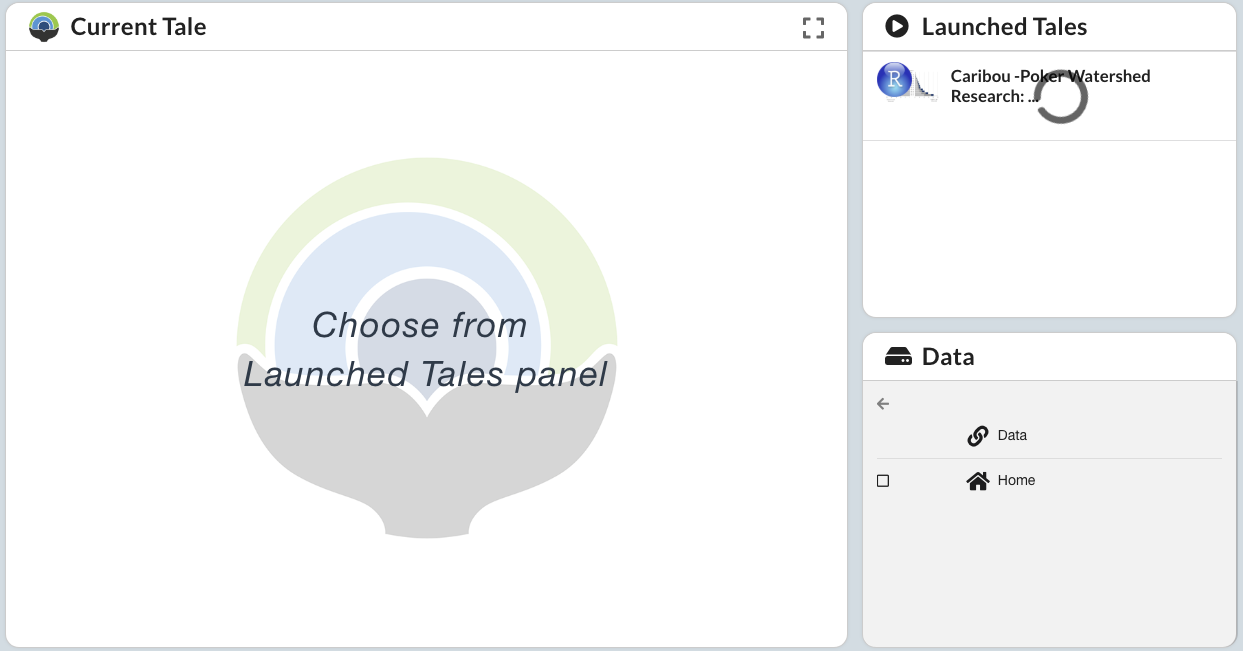 Current Tale
Choose from
Launched Tales panel
Launched Tales
R
Caribou -Poker Watershed
Research: ...
Data
Data
Home